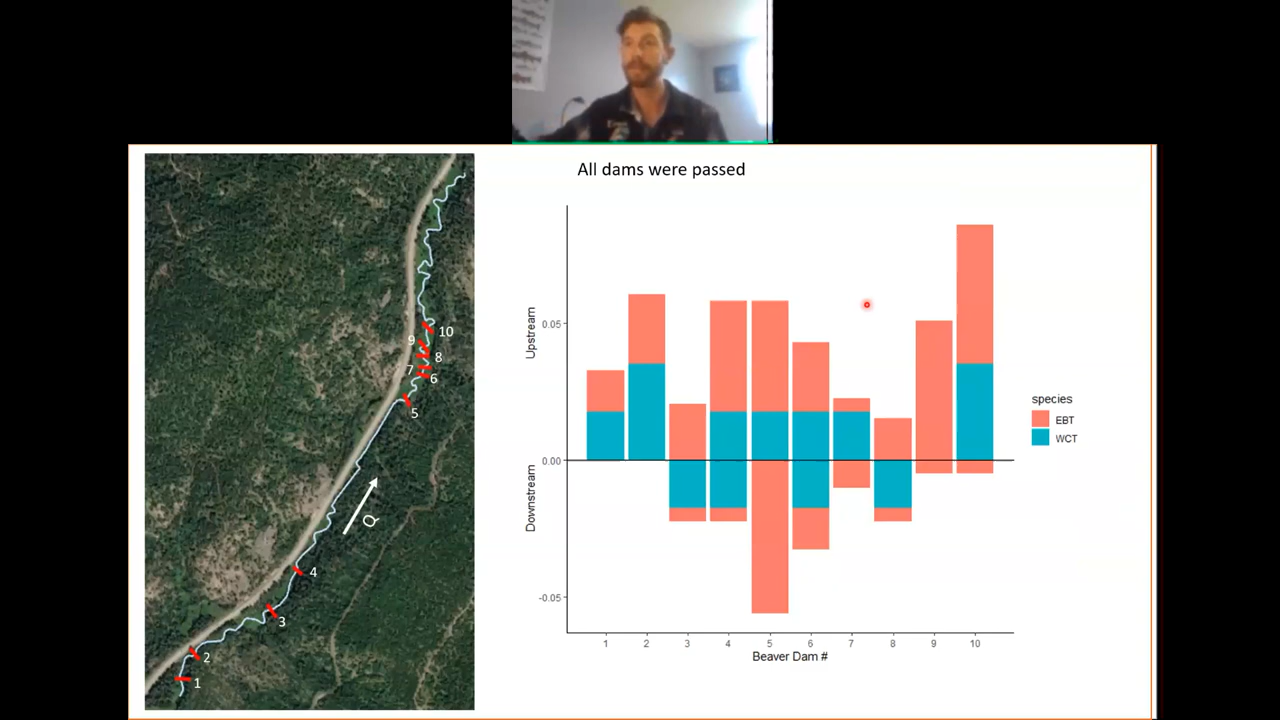 All dams were passed
10
9
8
7
6
5
Q
4
3
2
1
Upstream
Downstream
0.05
0.00
-0.05
1 2 3 4 5 6 7 8 9 10
Beaver Dam #
species
EBT
WCT